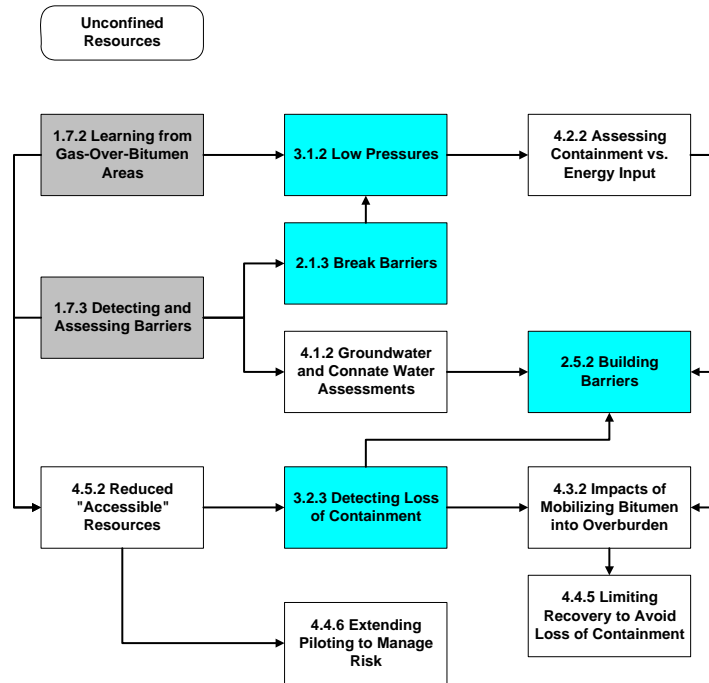 Unconfined
Resources
1.7.2 Learning from
Gas-Over-Bitumen
Areas
3.1.2 Low Pressures
4.2.2 Assessing
Containment vs.
Energy Input
2.1.3 Break Barriers
1.7.3 Detecting and
Assessing Barriers
4.1.2 Groundwater
and Connate Water
Assessments
2.5.2 Building
Barriers
4.5.2 Reduced
"Accessible"
Resources
3.2.3 Detecting Loss
of Containment
4.3.2 Impacts of
Mobilizing Bitumen
into Overburden
4.4.6 Extending
Piloting to Manage
Risk
4.4.5 Limiting
Recovery to Avoid
Loss of Containment